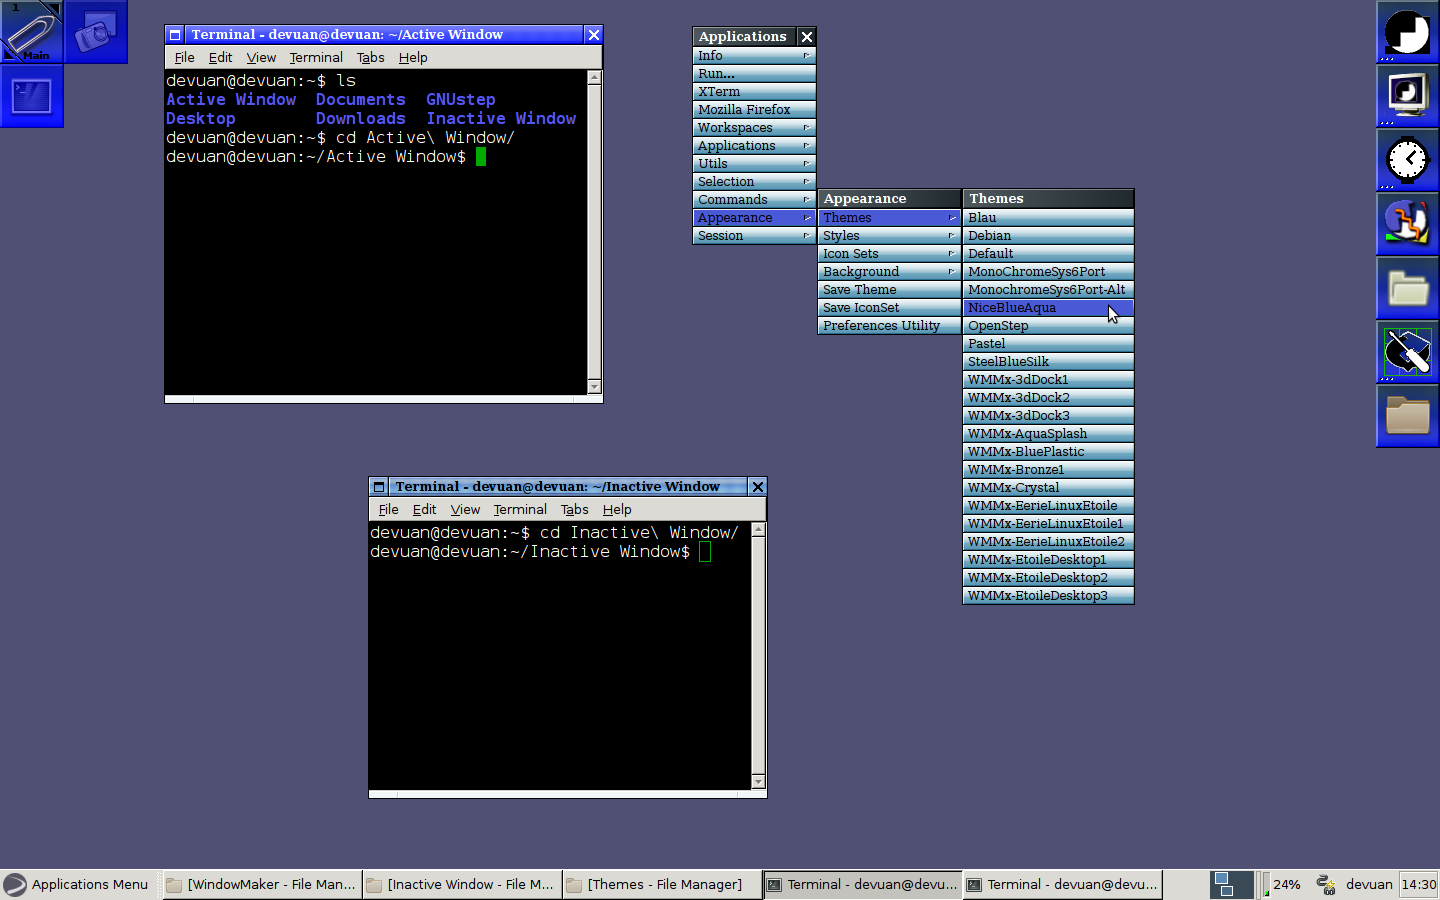 1
Main
Terminal - devuan@devuan: ~/Active Window
File Edit View Terminal Tabs Help
devuan@devuan:~$ ls
Active Window  Documents  GNUstep
Desktop        Downloads  Inactive Window
devuan@devuan:~$ cd Active\ Window/
devuan@devuan:~/Active Window$
Applications
Info
Run...
XTerm
Mozilla Firefox
Workspaces
Applications
Utils
Selection
Commands
Appearance
Session
Appearance
Themes
Styles
Icon Sets
Background
Save Theme
Save IconSet
Preferences Utility
Themes
Blau
Debian
Default
MonoChromeSys6Port
MonochromeSys6Port-Alt
NiceBlueAqua
OpenStep
Pastel
SteelBlueSilk
WMMx-3dDock1
WMMx-3dDock2
WMMx-3dDock3
WMMx-AquaSplash
WMMx-BluePlastic
WMMx-Bronze1
WMMx-Crystal
WMMx-EerieLinuxEtoile
WMMx-EerieLinuxEtoile1
WMMx-EerieLinuxEtoile2
WMMx-EtoileDesktop1
WMMx-EtoileDesktop2
WMMx-EtoileDesktop3
Terminal - devuan@devuan: ~/Inactive Window
File Edit View Terminal Tabs Help
devuan@devuan:~$ cd Inactive\ Window/
devuan@devuan:~/Inactive Window$
Applications Menu [WindowMaker - File Man... [Inactive Window - File M... [Themes - File Manager] Terminal - devuan@devu... Terminal - devuan@devu... 24% devuan 14:30